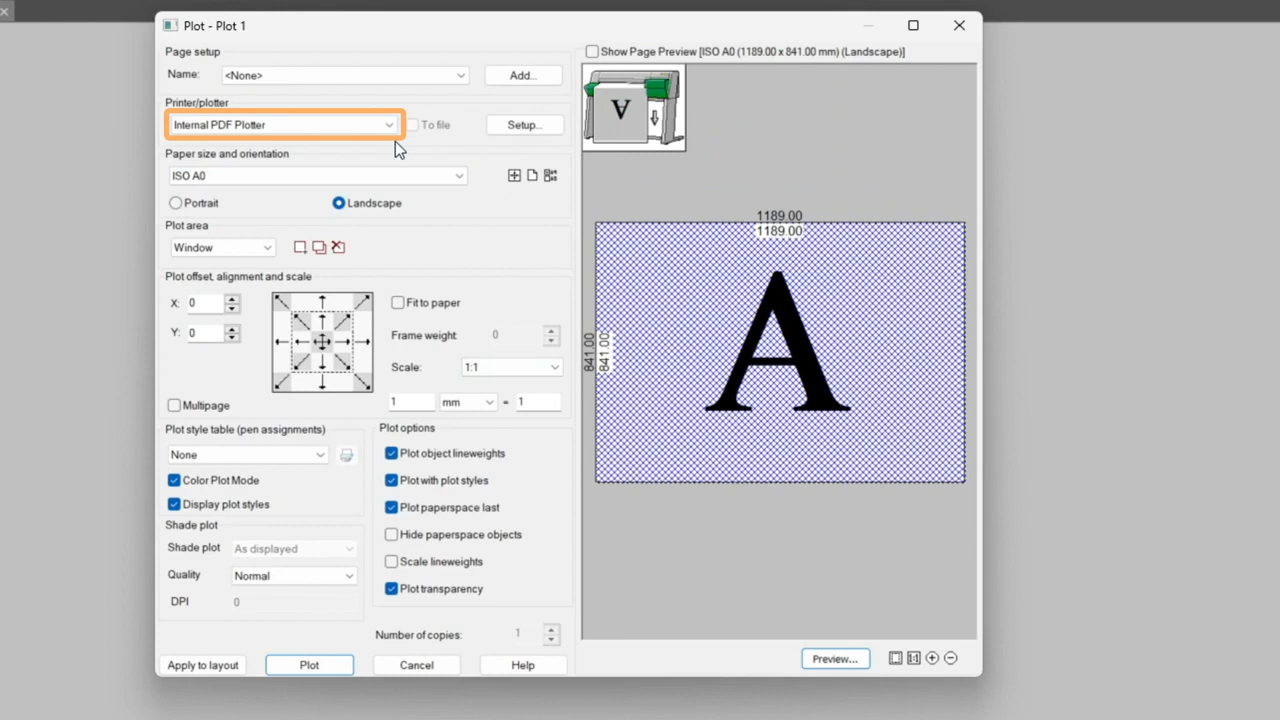 Plot - Plot 1
Page setup
Name: <None> Add...
Printer/plotter
Internal PDF Plotter To file Setup...
Paper size and orientation
ISO A0
Portrait Landscape
Plot area
Window
Plot offset, alignment and scale
X: 0 Fit to paper
Y: 0 Frame weight: 0
Scale: 1:1
1 mm = 1
Multipage
Plot style table (pen assignments)
None
Color Plot Mode
Display plot styles
Shade plot
Shade plot As displayed
Quality Normal
DPI 0
Plot options
Plot object lineweights
Plot with plot styles
Plot paperspace last
Hide paperspace objects
Scale lineweights
Plot transparency
Number of copies: 1
Apply to layout Plot Cancel Help
Show Page Preview [ISO A0 (1189.00 x 841.00 mm) (Landscape)]
A
1189.00
1189.00
841.00
841.00
A
Preview... 1:1